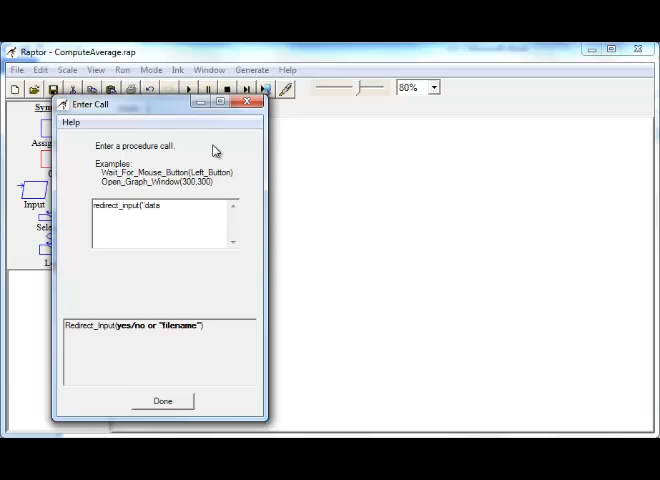 Raptor - ComputeAverage.rap
File Edit Scale View Run Mode Ink Window Generate Help
80%
Enter Call
Help
Enter a procedure call.
Examples:
Wait_For_Mouse_Button(Left_Button)
Open_Graph_Window(300,300)
redirect_input("data
Redirect_Input(yes/no or "filename")
Done
Input